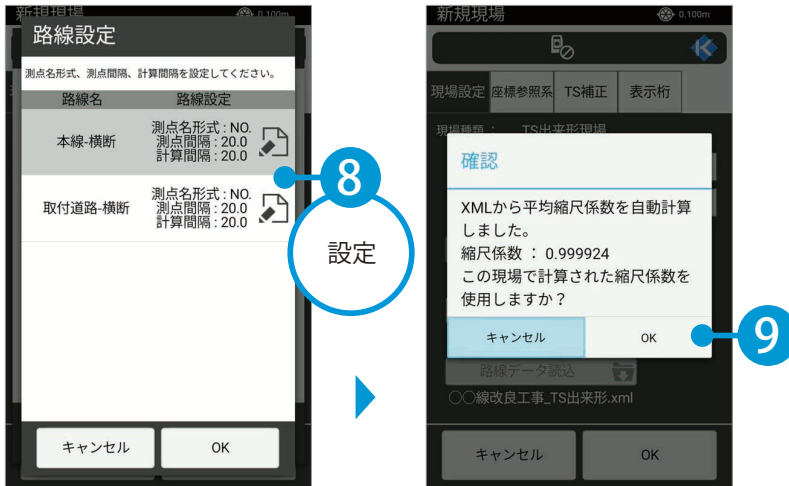 新規現場
0.100m
路線設定
測点名形式、測点間隔、計算間隔を設定してください。
路線名 路線設定
本線-横断
測点名形式 : NO.
測点間隔 : 20.0
計算間隔 : 20.0
取付道路-横断
測点名形式 : NO.
測点間隔 : 20.0
計算間隔 : 20.0
キャンセル OK
8
設定
新規現場
0.100m
現場設定 座標参照系 TS補正 表示桁
現場種類 : TS出来形現場
確認
XMLから平均縮尺係数を自動計算
しました。
縮尺係数 ： 0.999924
この現場で計算された縮尺係数を
使用しますか？
キャンセル OK
9
路線データ読込
○○線改良工事_TS出来形.xml
キャンセル OK